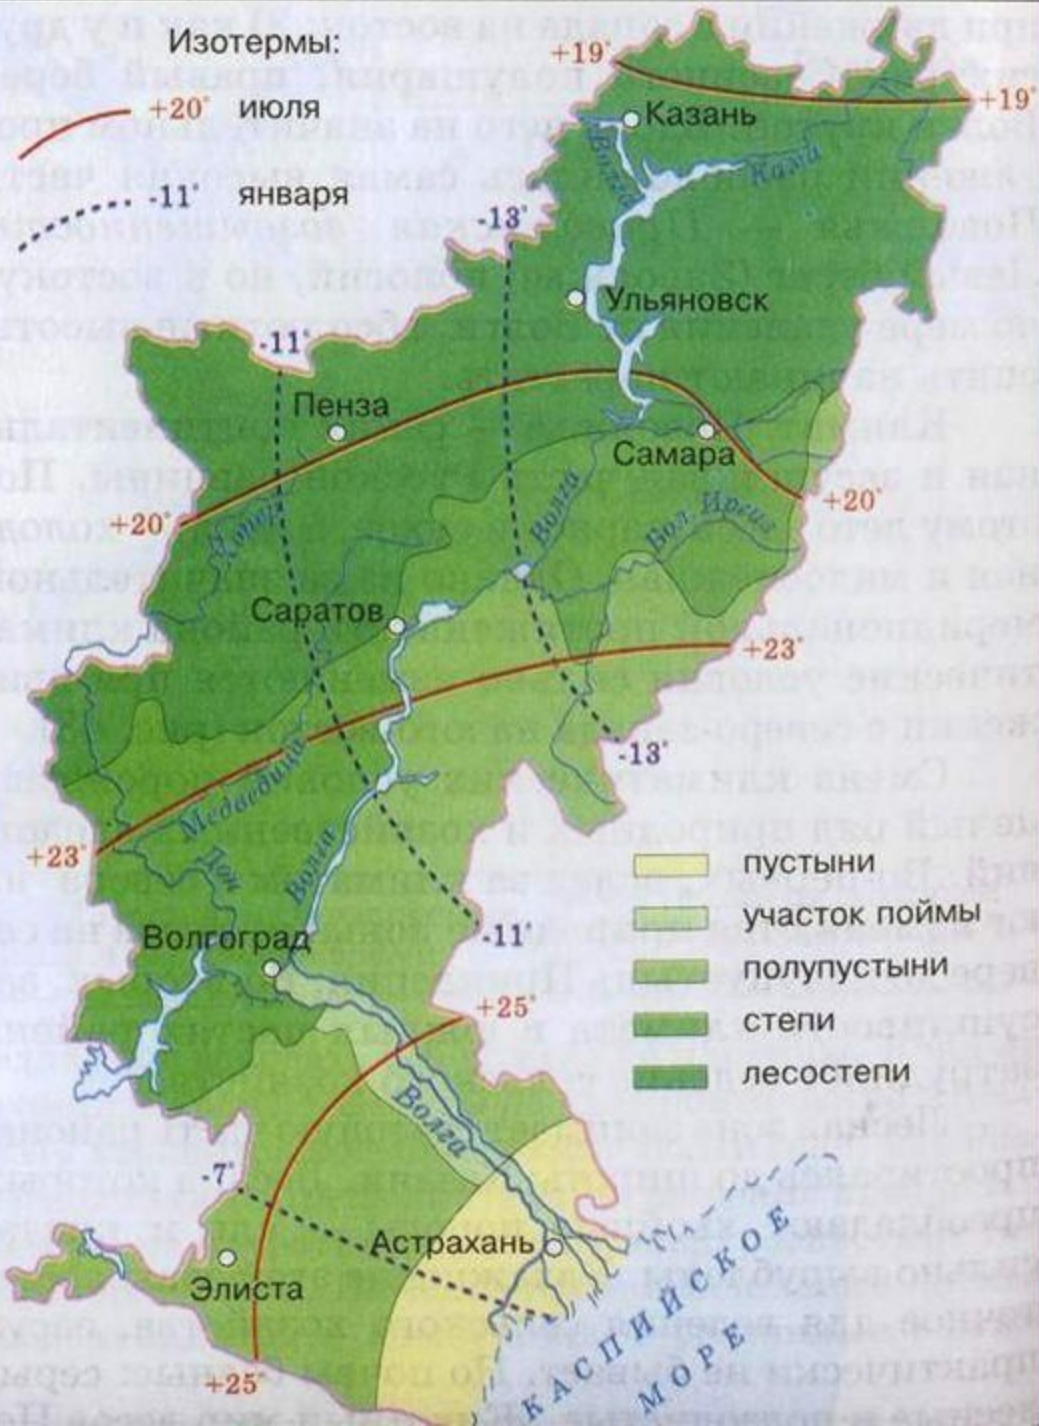 Изотермы:
+20° июля
-11° января
+19°
+19°
Казань
Волга
Кама
-13°
Ульяновск
-11°
Пенза
Самара
+20°
+20°
Хопер
Волга
Бол. Иргиз
Саратов
+23°
-13°
Медведица
+23°
Дон
Волга
Волгоград
-11°
+25°
пустыни
участок поймы
полупустыни
степи
лесостепи
Волга
-7°
Астрахань
Элиста
+25°
КАСПИЙСКОЕ
МОРЕ